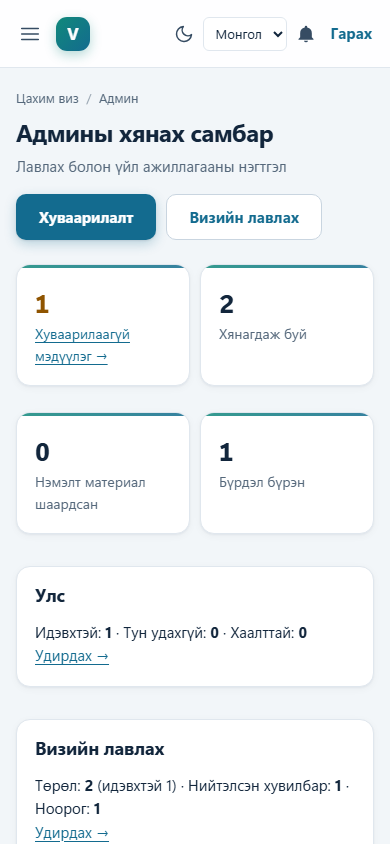 V Монгол Гарах
Цахим виз / Админ
Админы хянах самбар
Лавлах болон үйл ажиллагааны нэгтгэл
Хуваарилалт Визийн лавлах
1
Хуваарилаагүй
мэдүүлэг →
2
Хянагдаж буй
0
Нэмэлт материал
шаардсан
1
Бүрдэл бүрэн
Улс
Идэвхтэй: 1 · Тун удахгүй: 0 · Хаалттай: 0
Удирдах →
Визийн лавлах
Төрөл: 2 (идэвхтэй 1) · Нийтэлсэн хувилбар: 1 ·
Ноорог: 1
Удирдах →